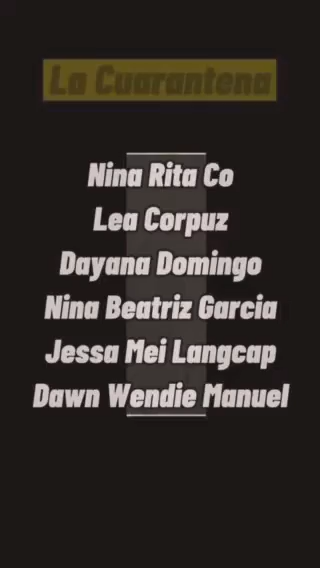 La Cuarantena
Nina Rita Co
Lea Corpuz
Dayana Domingo
Nina Beatriz Garcia
Jessa Mei Langcap
Dawn Wendie Manuel